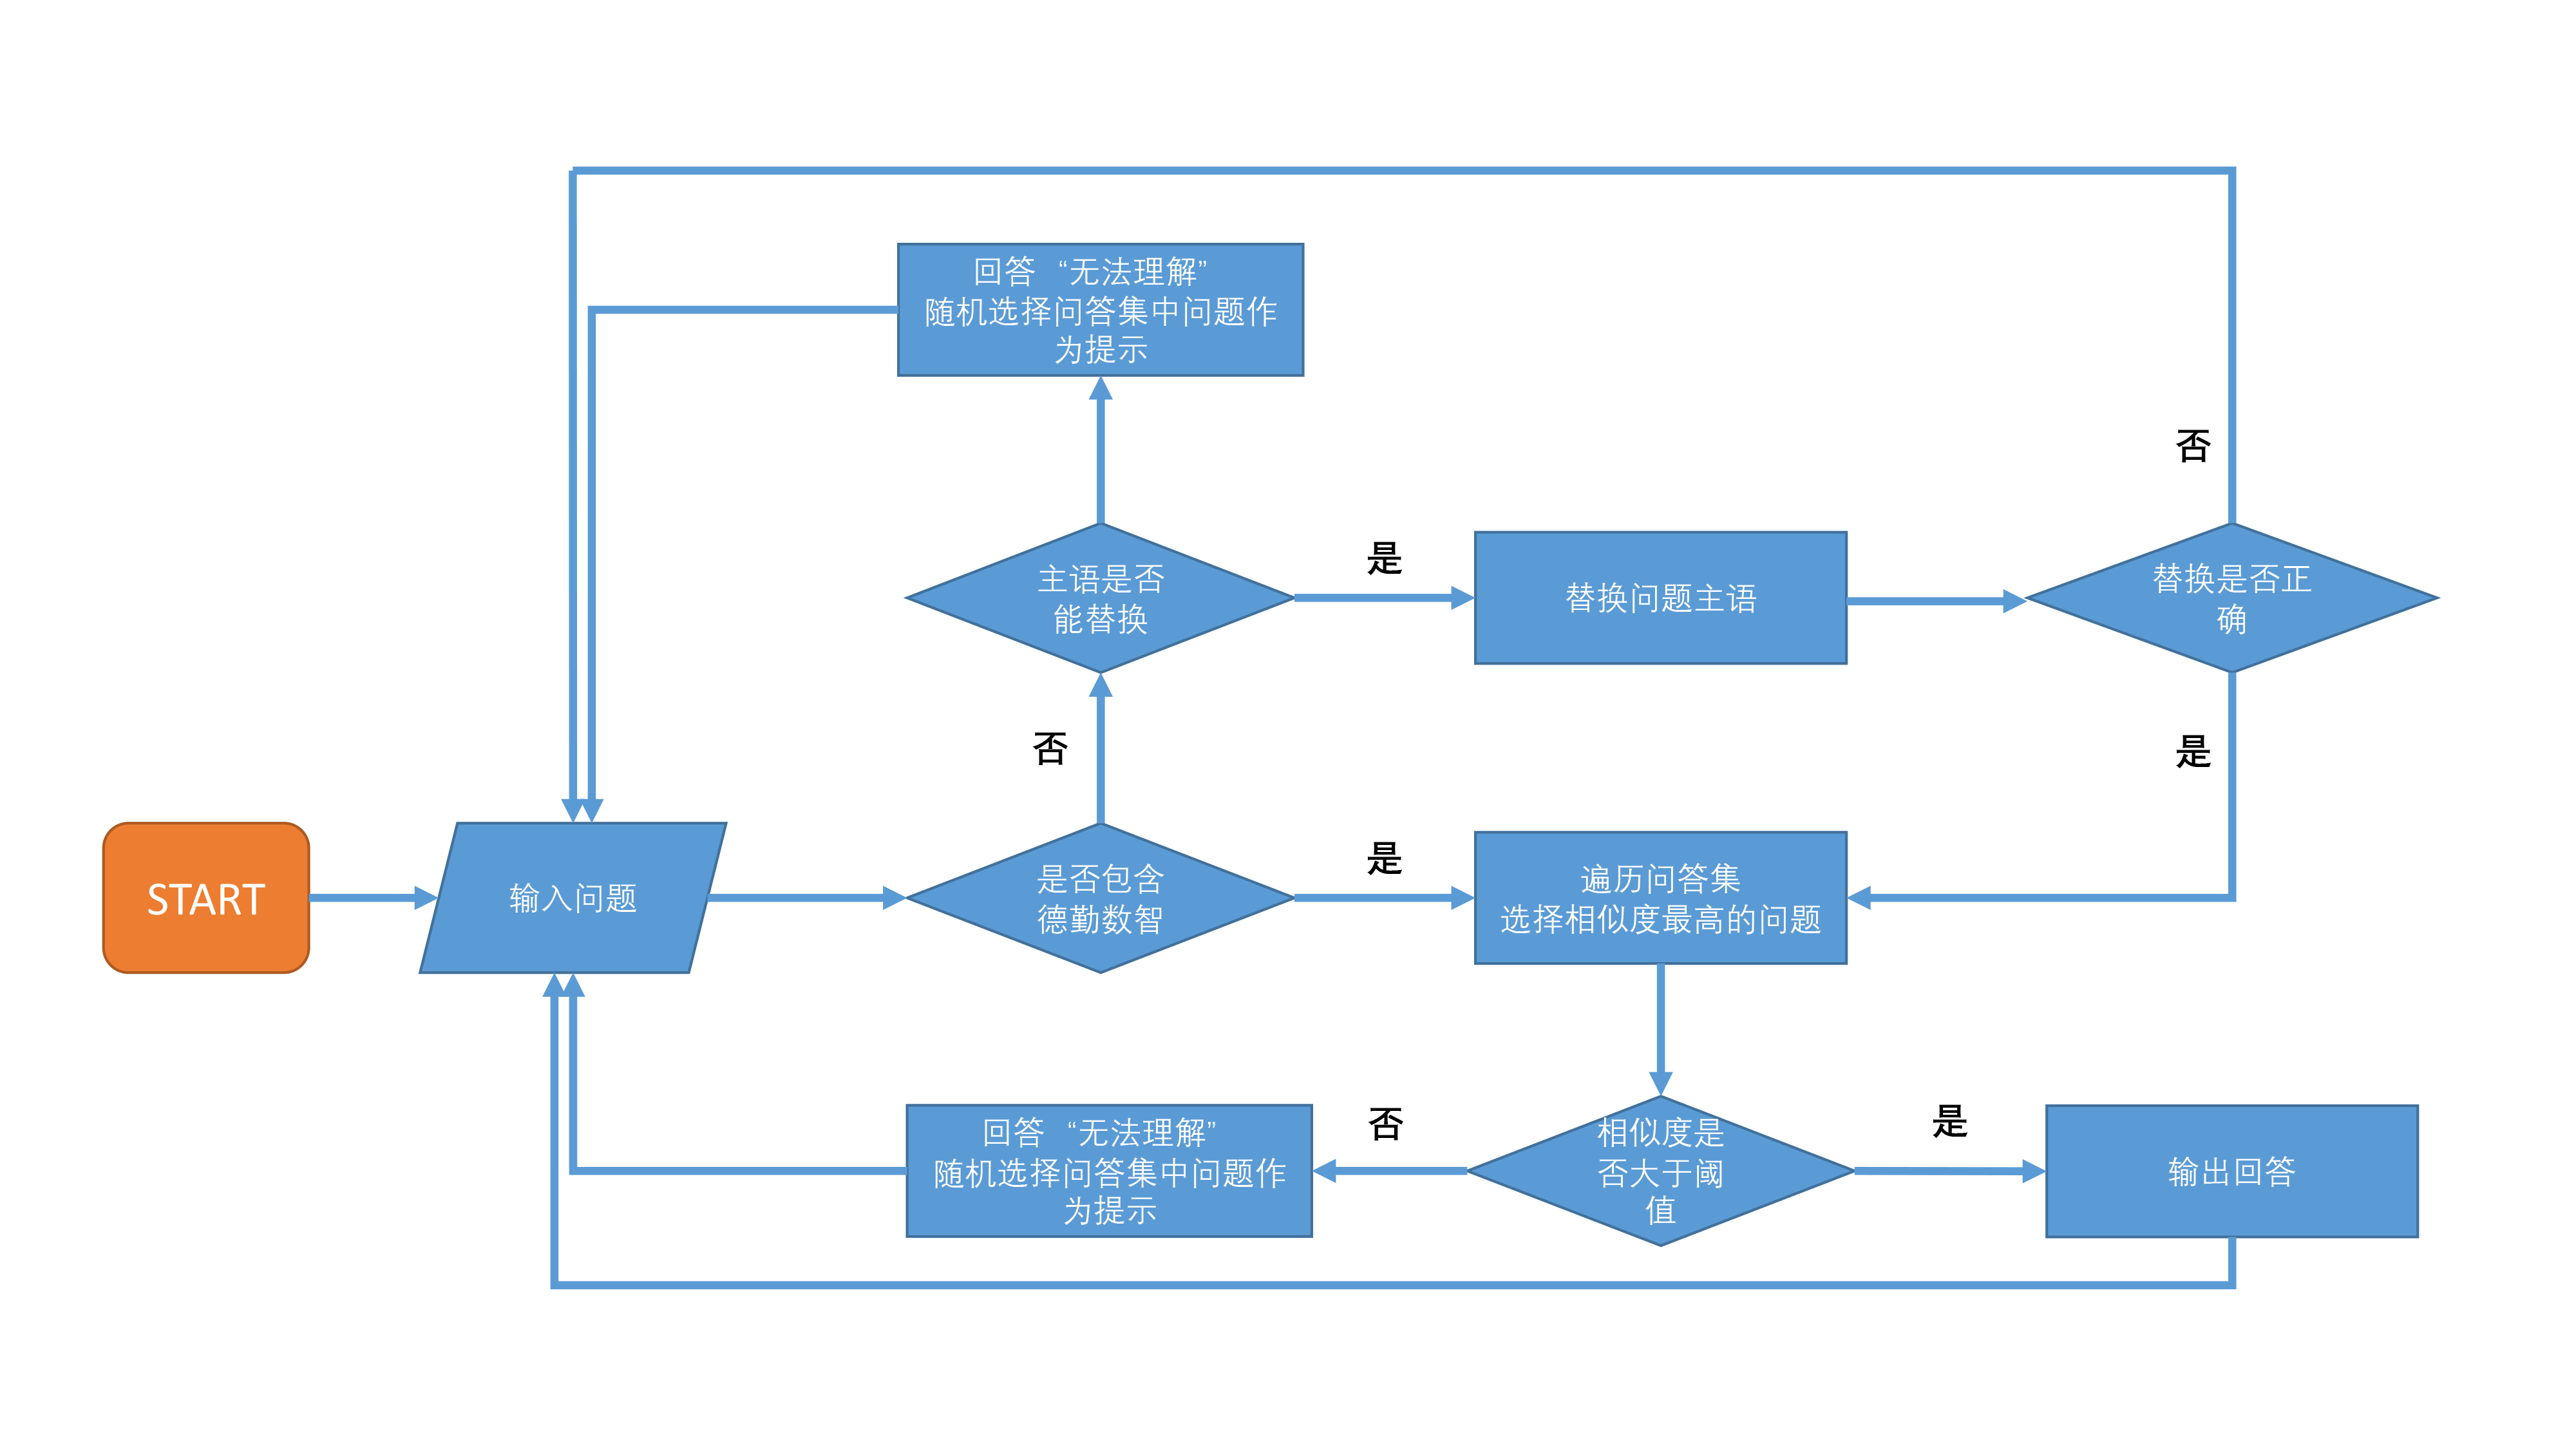 回答 “无法理解”
随机选择问答集中问题作
为提示
否
主语是否
能替换
是
替换问题主语
替换是否正
确
否
是
START
输入问题
是否包含
德勤数智
是
遍历问答集
选择相似度最高的问题
回答 “无法理解”
随机选择问答集中问题作
为提示
否
相似度是
否大于阈
值
是
输出回答